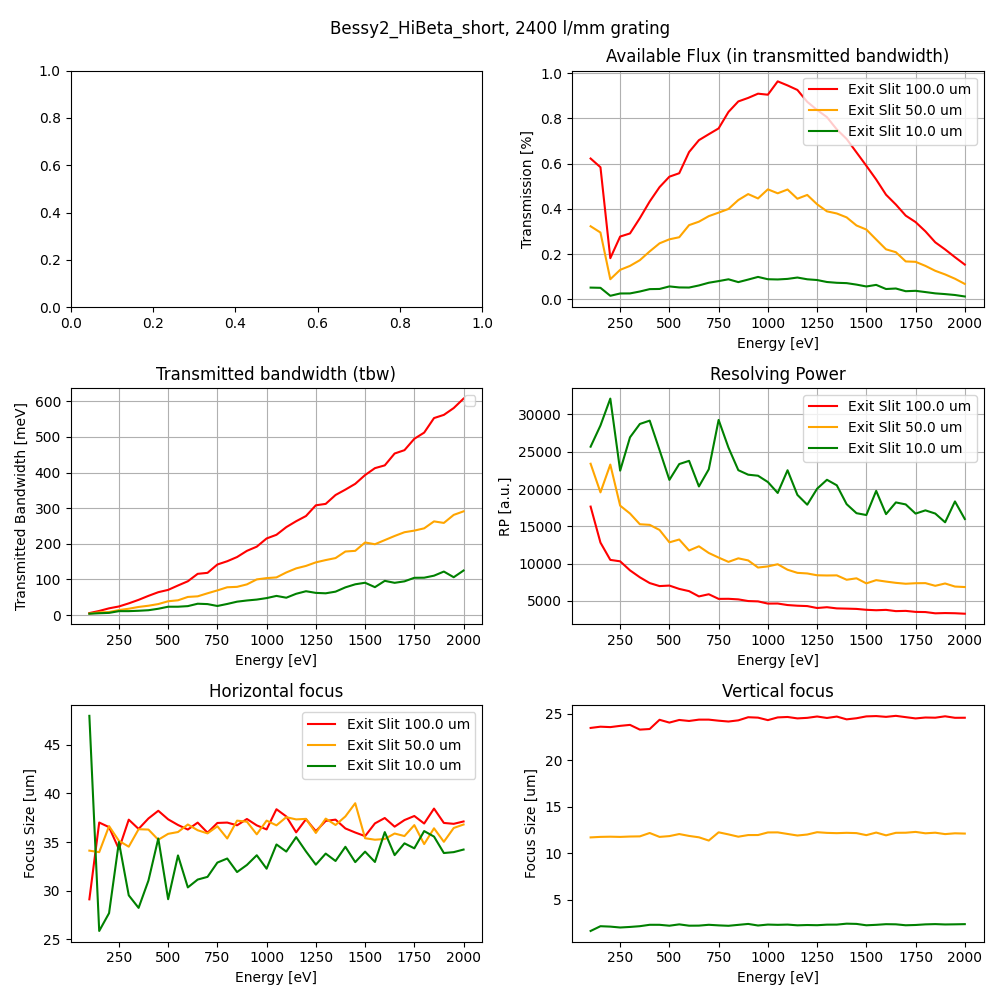 Bessy2_HiBeta_short, 2400 l/mm grating
1.0
0.8
0.6
0.4
0.2
0.0
0.0 0.2 0.4 0.6 0.8 1.0
Available Flux (in transmitted bandwidth)
Transmission [%]
1.0
0.8
0.6
0.4
0.2
0.0
Exit Slit 100.0 um
Exit Slit 50.0 um
Exit Slit 10.0 um
250 500 750 1000 1250 1500 1750 2000
Energy [eV]
Transmitted bandwidth (tbw)
Transmitted Bandwidth [meV]
600
500
400
300
200
100
0
250 500 750 1000 1250 1500 1750 2000
Energy [eV]
Resolving Power
RP [a.u.]
30000
25000
20000
15000
10000
5000
Exit Slit 100.0 um
Exit Slit 50.0 um
Exit Slit 10.0 um
250 500 750 1000 1250 1500 1750 2000
Energy [eV]
Horizontal focus
Focus Size [um]
45
40
35
30
25
Exit Slit 100.0 um
Exit Slit 50.0 um
Exit Slit 10.0 um
250 500 750 1000 1250 1500 1750 2000
Energy [eV]
Vertical focus
Focus Size [um]
25
20
15
10
5
250 500 750 1000 1250 1500 1750 2000
Energy [eV]